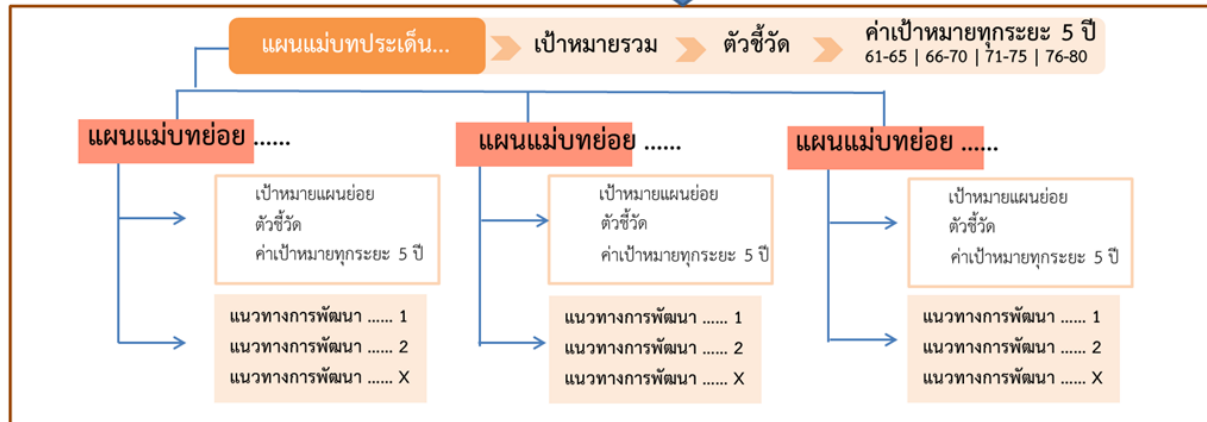 แผนแม่บทประเด็น... เป้าหมายรวม ตัวชี้วัด ค่าเป้าหมายทุกระยะ 5 ปี
61-65 | 66-70 | 71-75 | 76-80
แผนแม่บทย่อย ......
เป้าหมายแผนย่อย
ตัวชี้วัด
ค่าเป้าหมายทุกระยะ 5 ปี
แนวทางการพัฒนา ...... 1
แนวทางการพัฒนา ...... 2
แนวทางการพัฒนา ...... X
แผนแม่บทย่อย ......
เป้าหมายแผนย่อย
ตัวชี้วัด
ค่าเป้าหมายทุกระยะ 5 ปี
แนวทางการพัฒนา ...... 1
แนวทางการพัฒนา ...... 2
แนวทางการพัฒนา ...... X
แผนแม่บทย่อย ......
เป้าหมายแผนย่อย
ตัวชี้วัด
ค่าเป้าหมายทุกระยะ 5 ปี
แนวทางการพัฒนา ...... 1
แนวทางการพัฒนา ...... 2
แนวทางการพัฒนา ...... X